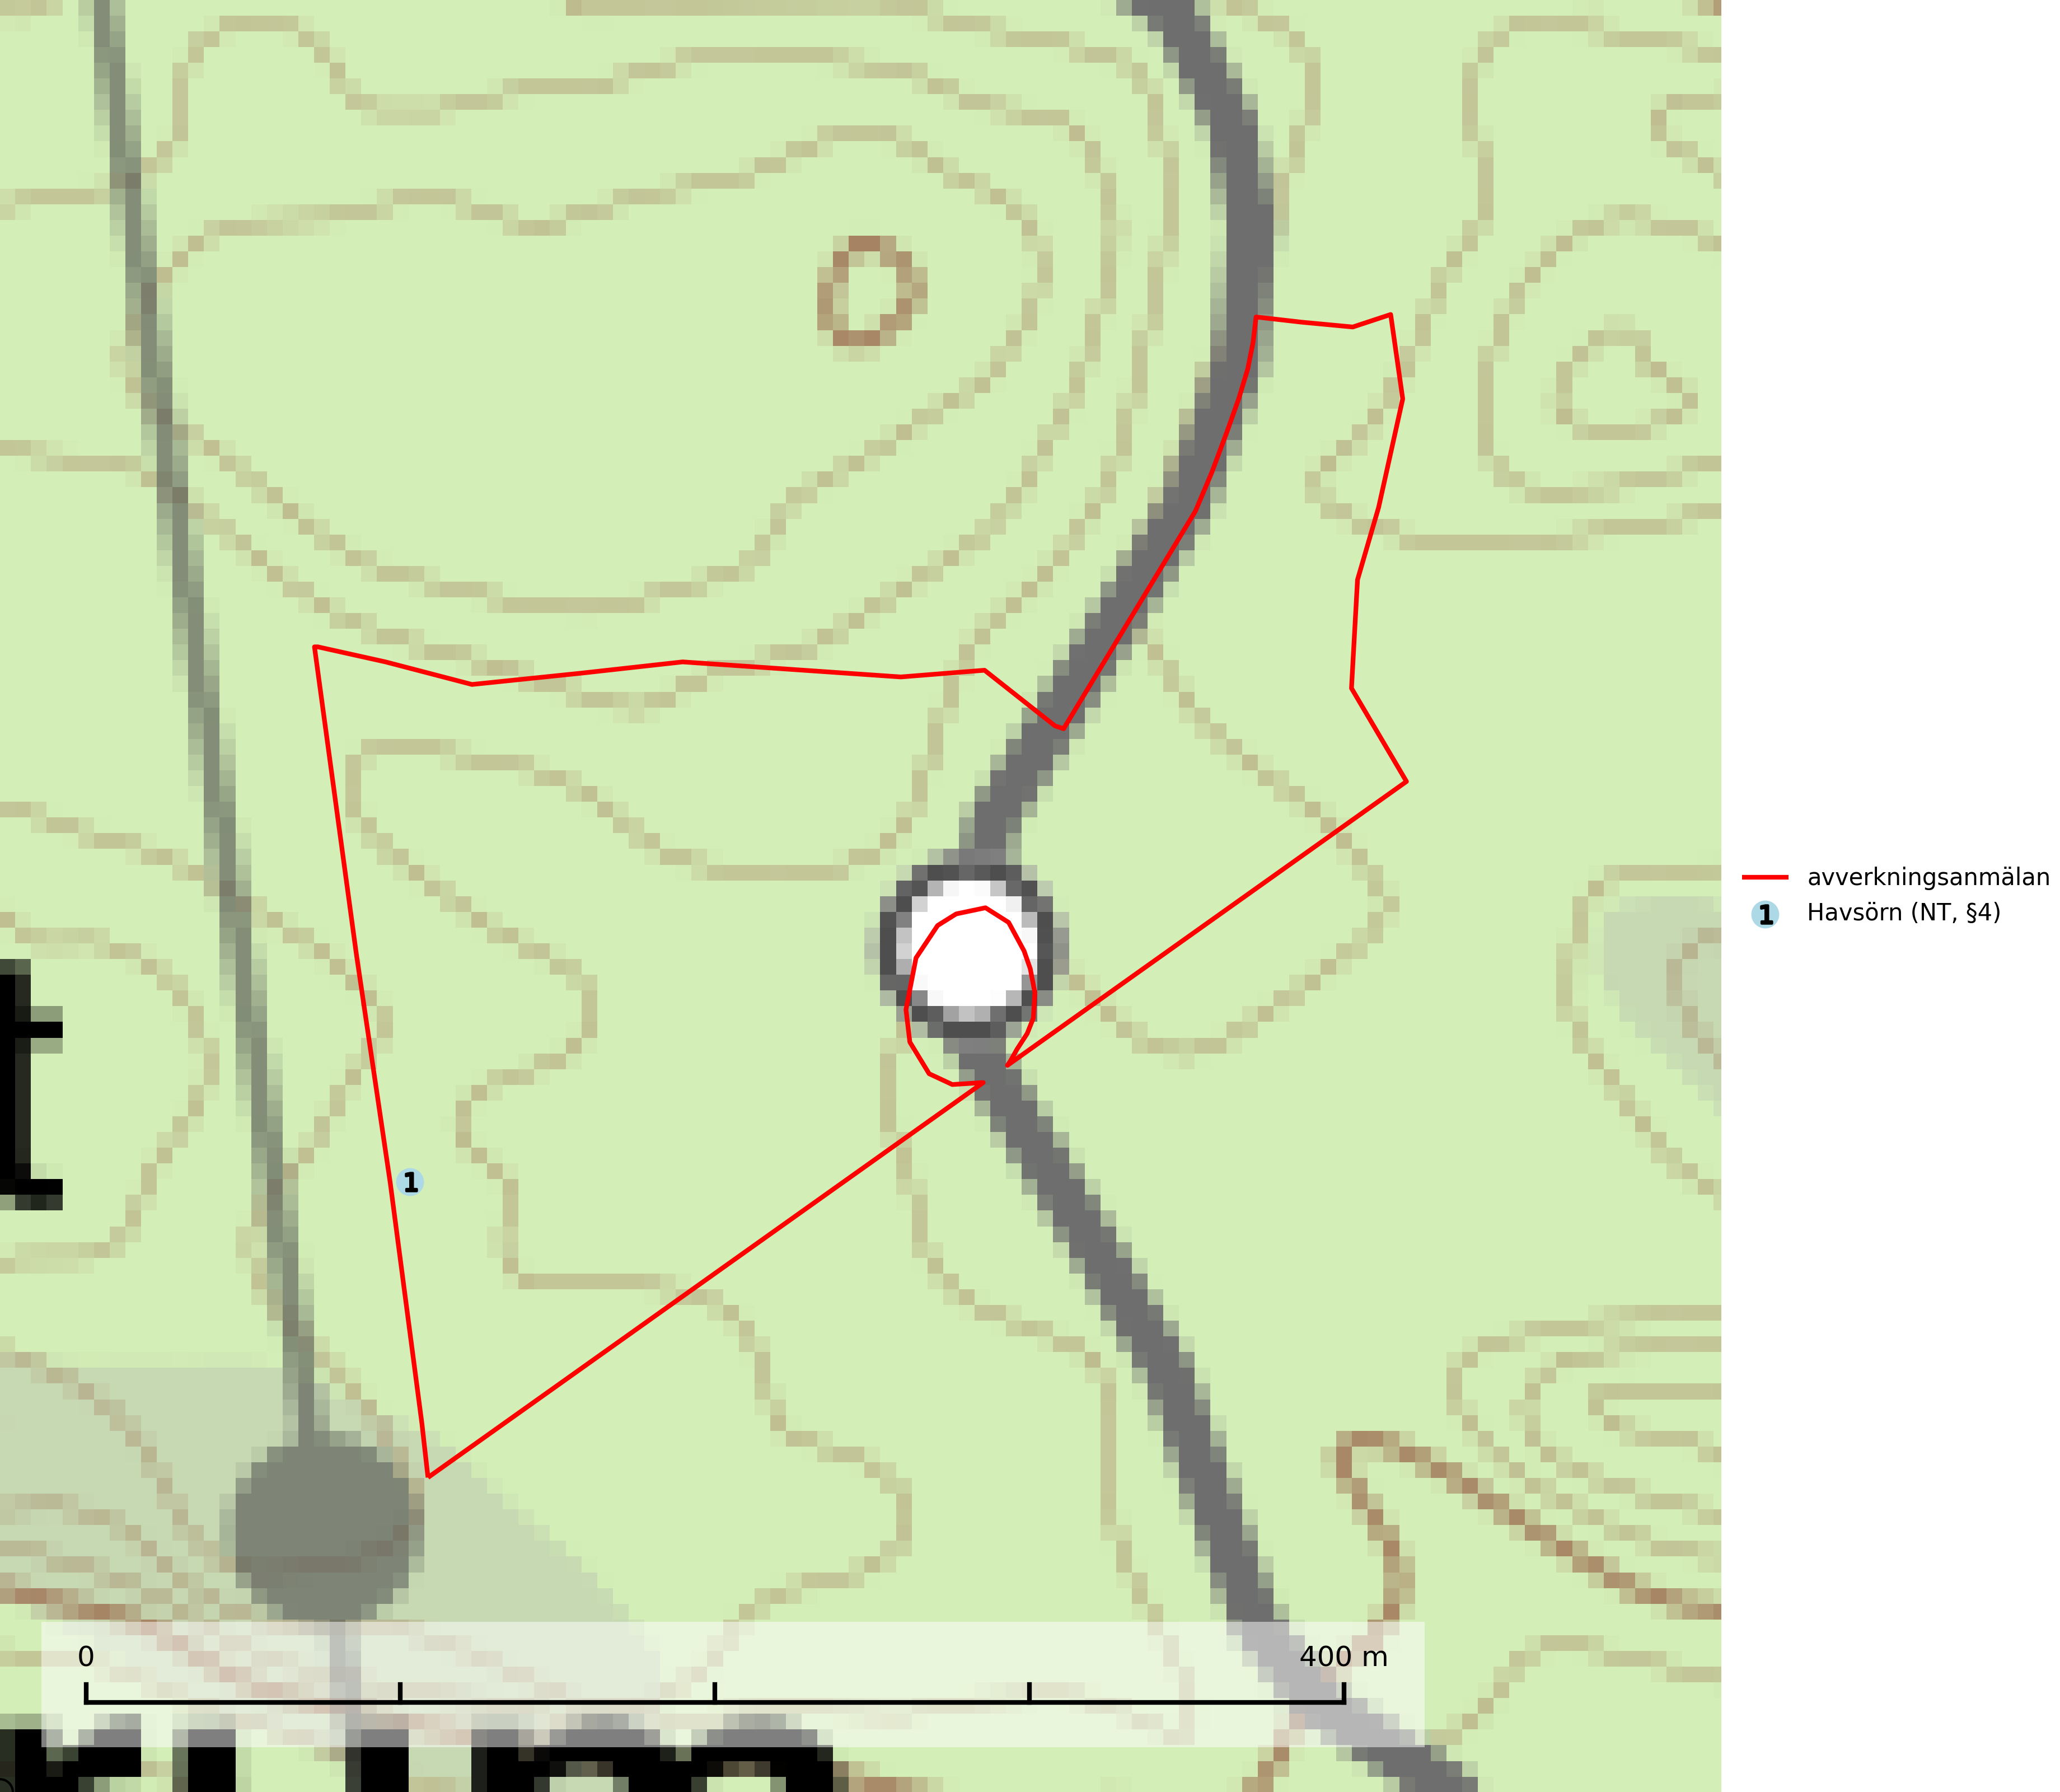 avverkningsanmälan
1 Havsörn (NT, §4)
t
1
0 400 m